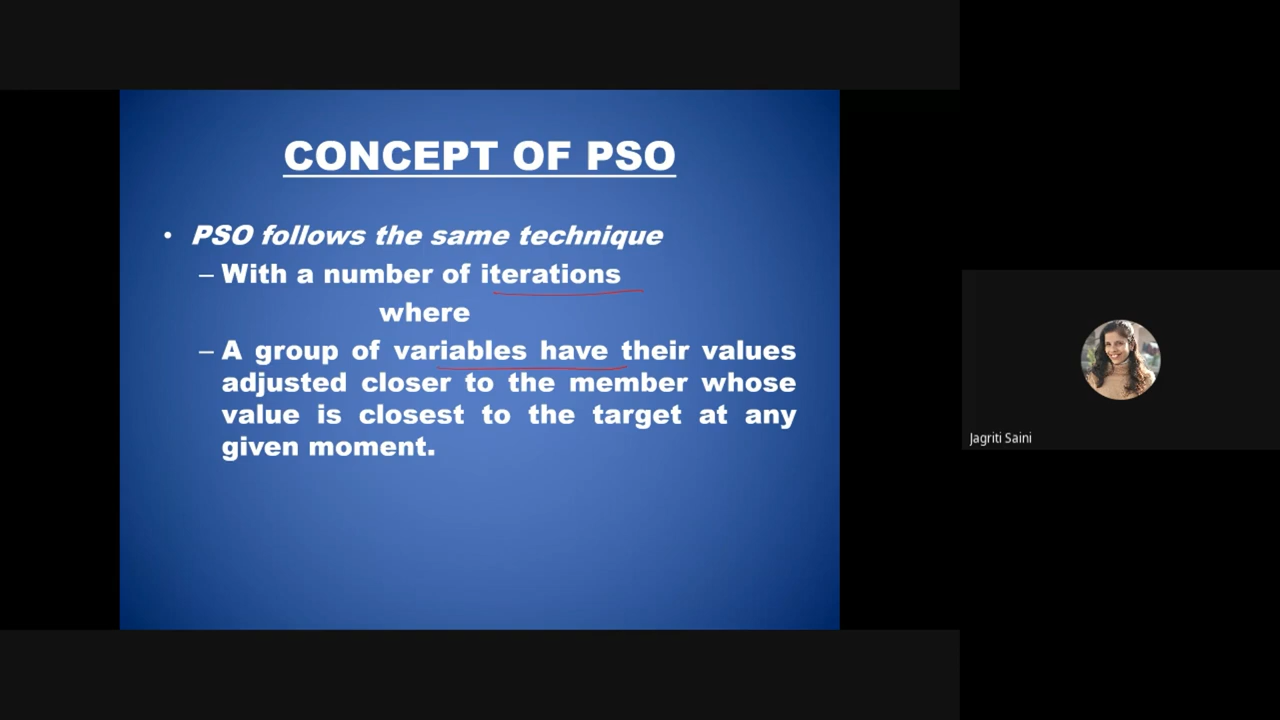 CONCEPT OF PSO
• PSO follows the same technique
– With a number of iterations
where
– A group of variables have their values
adjusted closer to the member whose
value is closest to the target at any
given moment.
Jagriti Saini